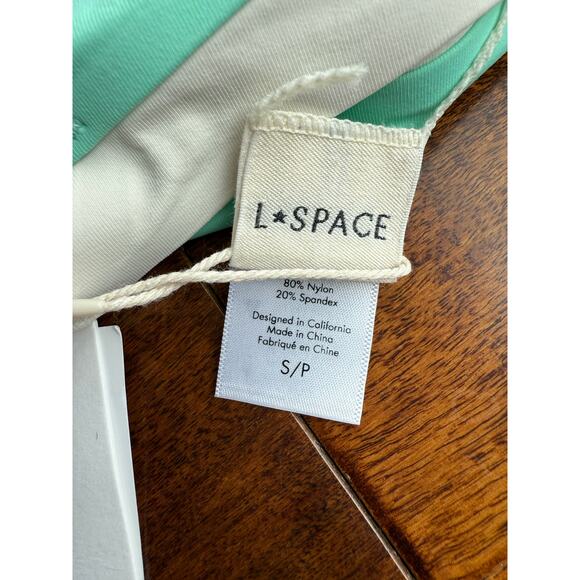 L★SPACE
80% Nylon
20% Spandex
Designed in California
Made in China
Fabriqué en Chine
S/P